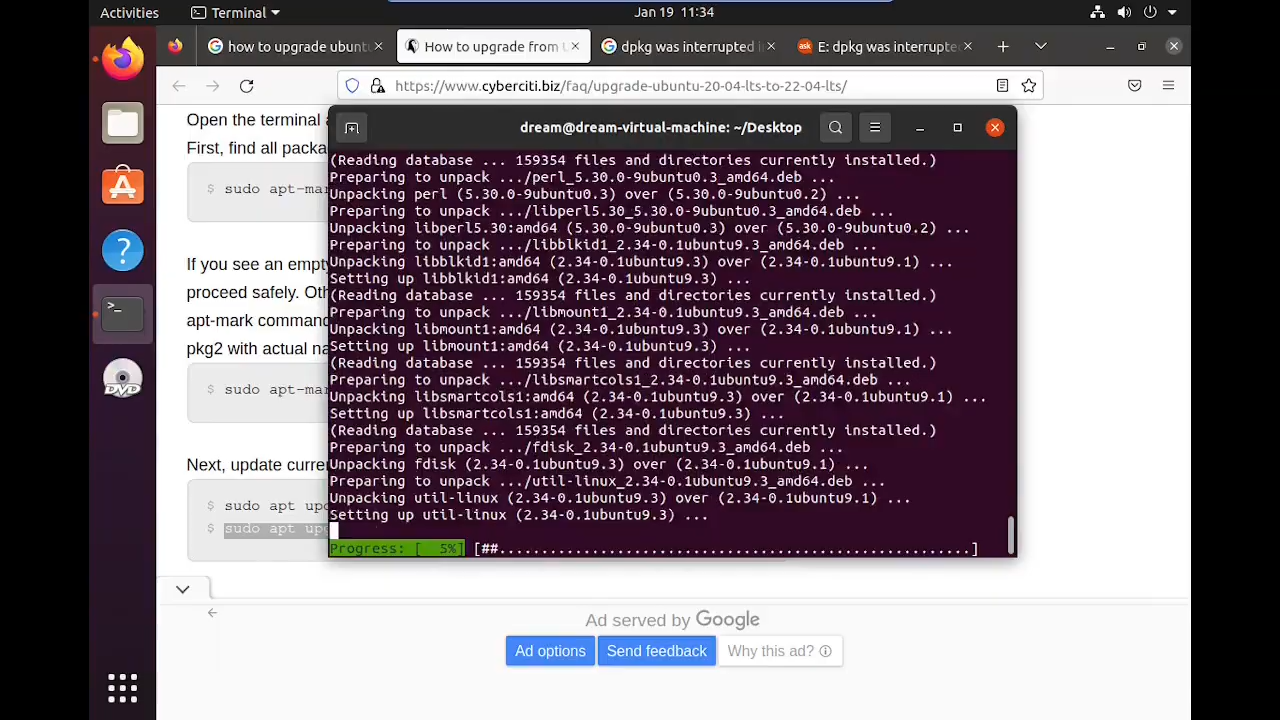 Activities
Terminal
Jan 19 11:34
how to upgrade ubunt
How to upgrade from U
dpkg was interrupted i
ask
E: dpkg was interrupte
https://www.cyberciti.biz/faq/upgrade-ubuntu-20-04-lts-to-22-04-lts/
Open the terminal
First, find all packa
$ sudo apt-mar
If you see an empty
proceed safely. Oth
apt-mark command
pkg2 with actual na
$ sudo apt-mar
Next, update curre
$ sudo apt upd
$ sudo apt upg
dream@dream-virtual-machine: ~/Desktop
(Reading database ... 159354 files and directories currently installed.)
Preparing to unpack .../perl_5.30.0-9ubuntu0.3_amd64.deb ...
Unpacking perl (5.30.0-9ubuntu0.3) over (5.30.0-9ubuntu0.2) ...
Preparing to unpack .../libperl5.30_5.30.0-9ubuntu0.3_amd64.deb ...
Unpacking libperl5.30:amd64 (5.30.0-9ubuntu0.3) over (5.30.0-9ubuntu0.2) ...
Preparing to unpack .../libblkid1_2.34-0.1ubuntu9.3_amd64.deb ...
Unpacking libblkid1:amd64 (2.34-0.1ubuntu9.3) over (2.34-0.1ubuntu9.1) ...
Setting up libblkid1:amd64 (2.34-0.1ubuntu9.3) ...
(Reading database ... 159354 files and directories currently installed.)
Preparing to unpack .../libmount1_2.34-0.1ubuntu9.3_amd64.deb ...
Unpacking libmount1:amd64 (2.34-0.1ubuntu9.3) over (2.34-0.1ubuntu9.1) ...
Setting up libmount1:amd64 (2.34-0.1ubuntu9.3) ...
(Reading database ... 159354 files and directories currently installed.)
Preparing to unpack .../libsmartcols1_2.34-0.1ubuntu9.3_amd64.deb ...
Unpacking libsmartcols1:amd64 (2.34-0.1ubuntu9.3) over (2.34-0.1ubuntu9.1) ...
Setting up libsmartcols1:amd64 (2.34-0.1ubuntu9.3) ...
(Reading database ... 159354 files and directories currently installed.)
Preparing to unpack .../fdisk_2.34-0.1ubuntu9.3_amd64.deb ...
Unpacking fdisk (2.34-0.1ubuntu9.3) over (2.34-0.1ubuntu9.1) ...
Preparing to unpack .../util-linux_2.34-0.1ubuntu9.3_amd64.deb ...
Unpacking util-linux (2.34-0.1ubuntu9.3) over (2.34-0.1ubuntu9.1) ...
Setting up util-linux (2.34-0.1ubuntu9.3) ...
Progress: [  5%] [##........................................................]
Ad served by Google
Ad options
Send feedback
Why this ad?
DVD